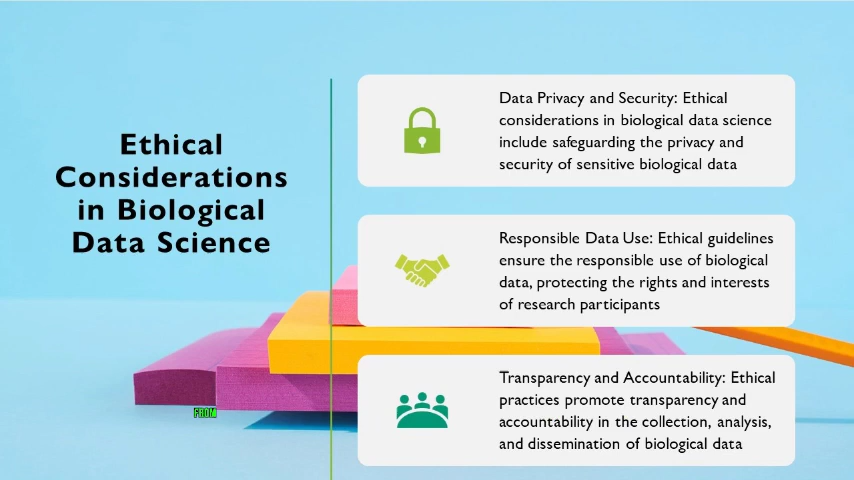 Ethical
Considerations
in Biological
Data Science
Data Privacy and Security: Ethical
considerations in biological data science
include safeguarding the privacy and
security of sensitive biological data
Responsible Data Use: Ethical guidelines
ensure the responsible use of biological
data, protecting the rights and interests
of research participants
Transparency and Accountability: Ethical
practices promote transparency and
accountability in the collection, analysis,
and dissemination of biological data
FROM